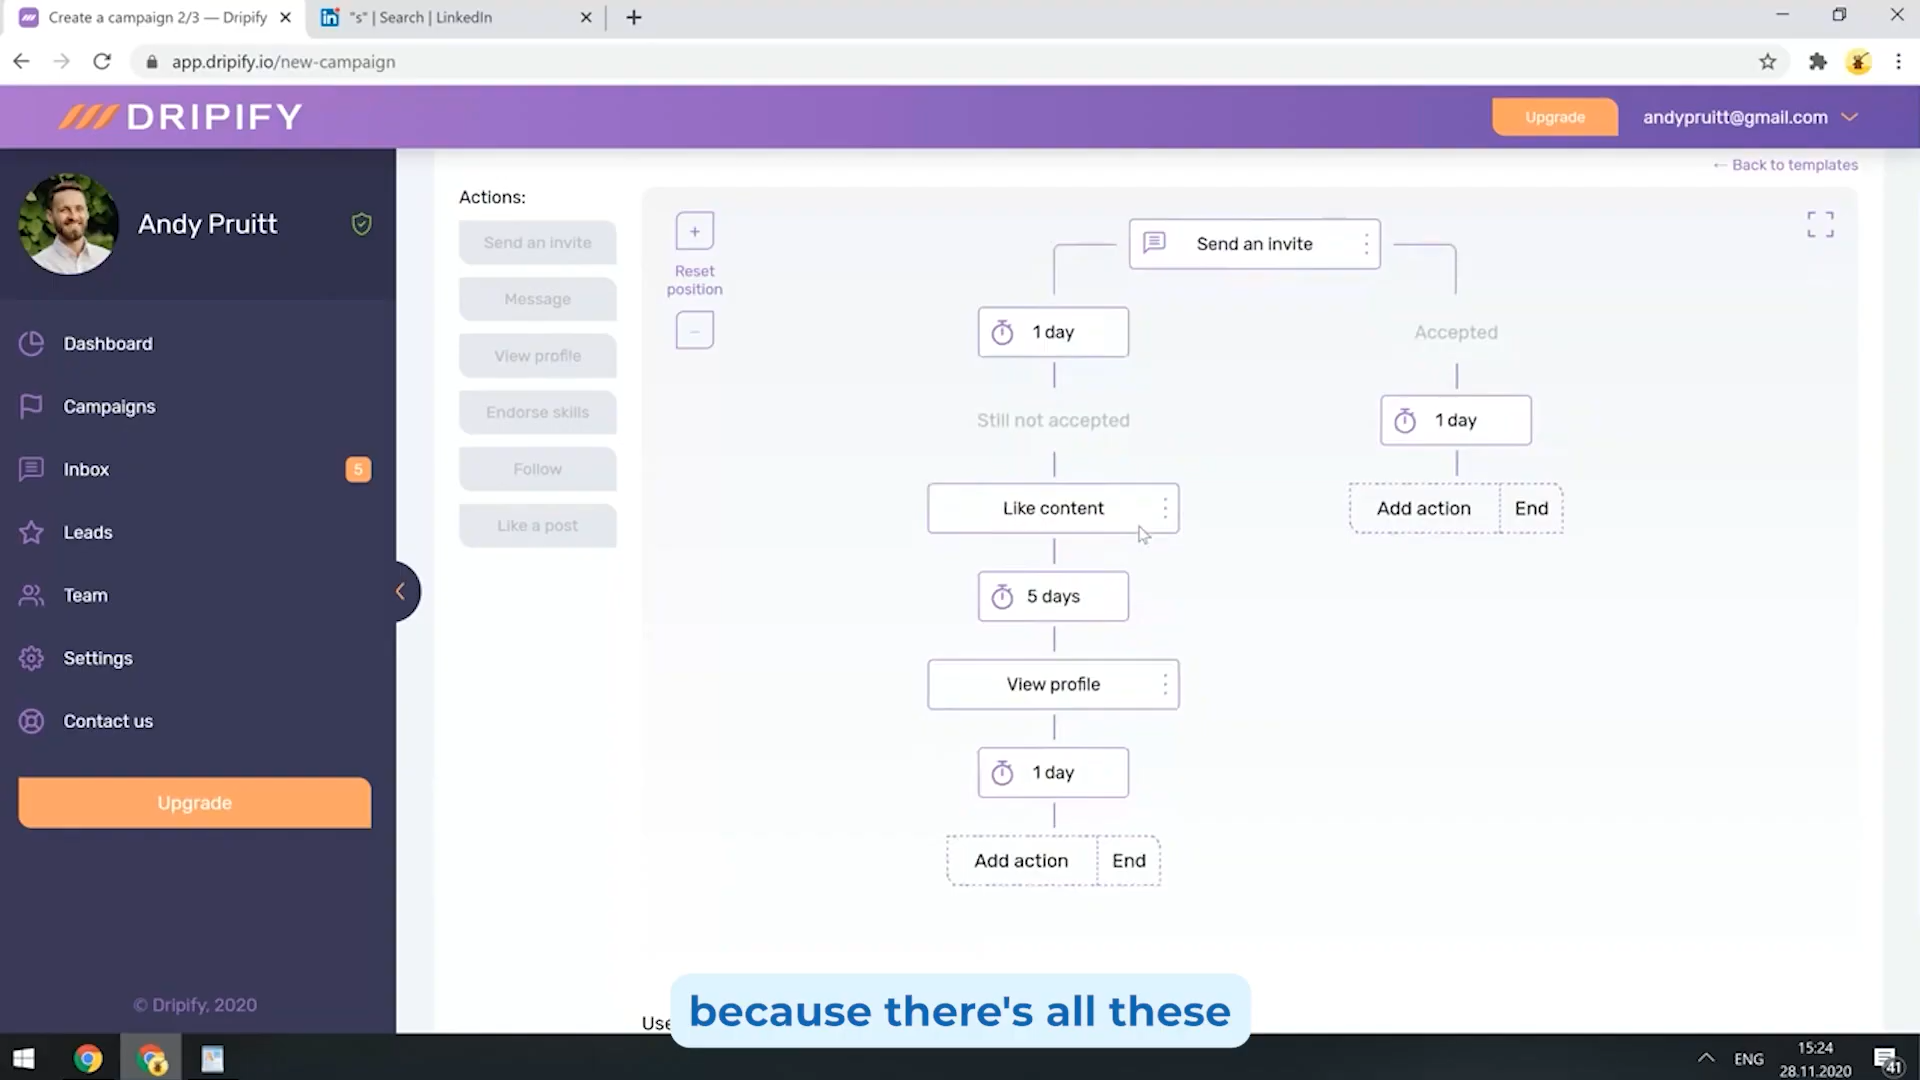 Create a campaign 2/3 — Dripify
"s" | Search | LinkedIn
app.dripify.io/new-campaign
DRIPIFY
Upgrade
andypruitt@gmail.com
← Back to templates
Andy Pruitt
Dashboard
Campaigns
Inbox
5
Leads
Team
Settings
Contact us
Upgrade
© Dripify, 2020
Actions:
Send an invite
Message
View profile
Endorse skills
Follow
Like a post
+
Reset
position
−
Send an invite
1 day
Accepted
Still not accepted
1 day
Like content
Add action
End
5 days
View profile
1 day
Add action
End
Use
because there's all these
ENG
15:24
28.11.2020
41